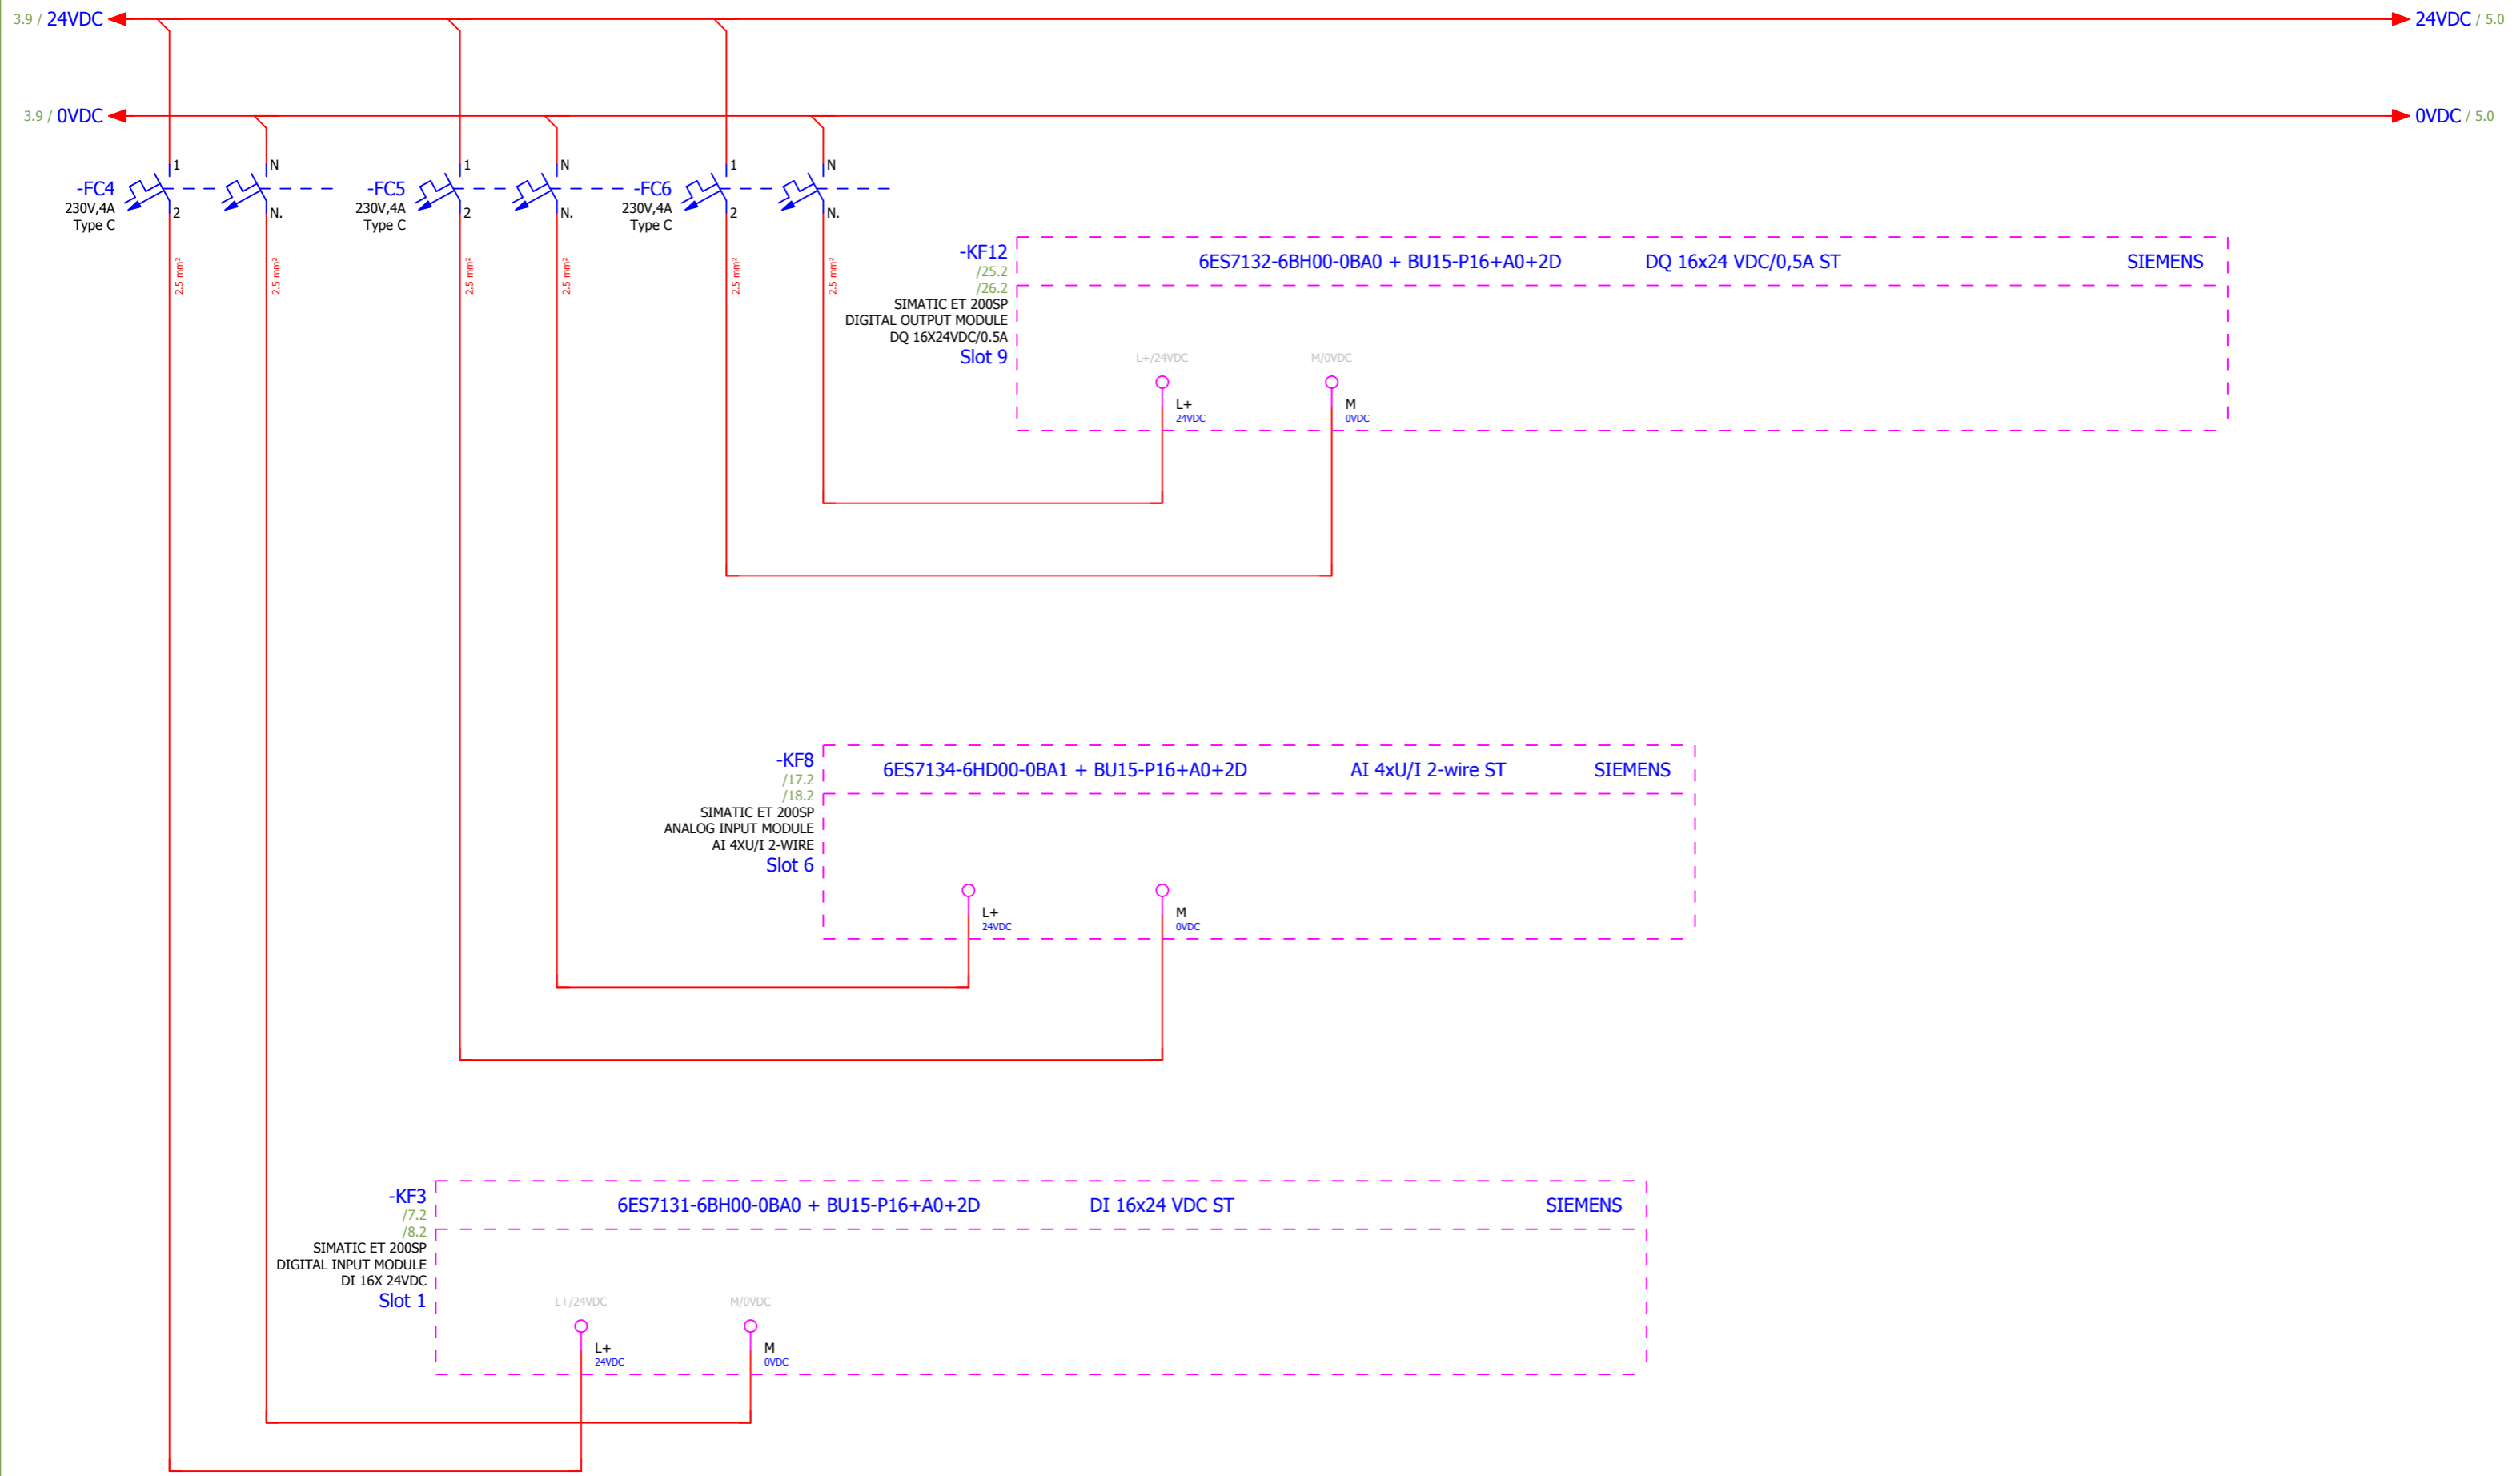 3.9 / 24VDC
24VDC / 5.0
3.9 / 0VDC
0VDC / 5.0
1
N
1
N
1
N
-FC4
230V,4A
Type C
2
N.
-FC5
230V,4A
Type C
2
N.
-FC6
230V,4A
Type C
2
N.
2.5 mm²
2.5 mm²
2.5 mm²
2.5 mm²
2.5 mm²
2.5 mm²
-KF12
/25.2
/26.2
SIMATIC ET 200SP
DIGITAL OUTPUT MODULE
DQ 16X24VDC/0.5A
Slot 9
6ES7132-6BH00-0BA0 + BU15-P16+A0+2D
DQ 16x24 VDC/0,5A ST
SIEMENS
L+/24VDC
M/0VDC
L+
24VDC
M
0VDC
-KF8
/17.2
/18.2
SIMATIC ET 200SP
ANALOG INPUT MODULE
AI 4XU/I 2-WIRE
Slot 6
6ES7134-6HD00-0BA1 + BU15-P16+A0+2D
AI 4xU/I 2-wire ST
SIEMENS
L+
24VDC
M
0VDC
-KF3
/7.2
/8.2
SIMATIC ET 200SP
DIGITAL INPUT MODULE
DI 16X 24VDC
Slot 1
6ES7131-6BH00-0BA0 + BU15-P16+A0+2D
DI 16x24 VDC ST
SIEMENS
L+/24VDC
M/0VDC
L+
24VDC
M
0VDC